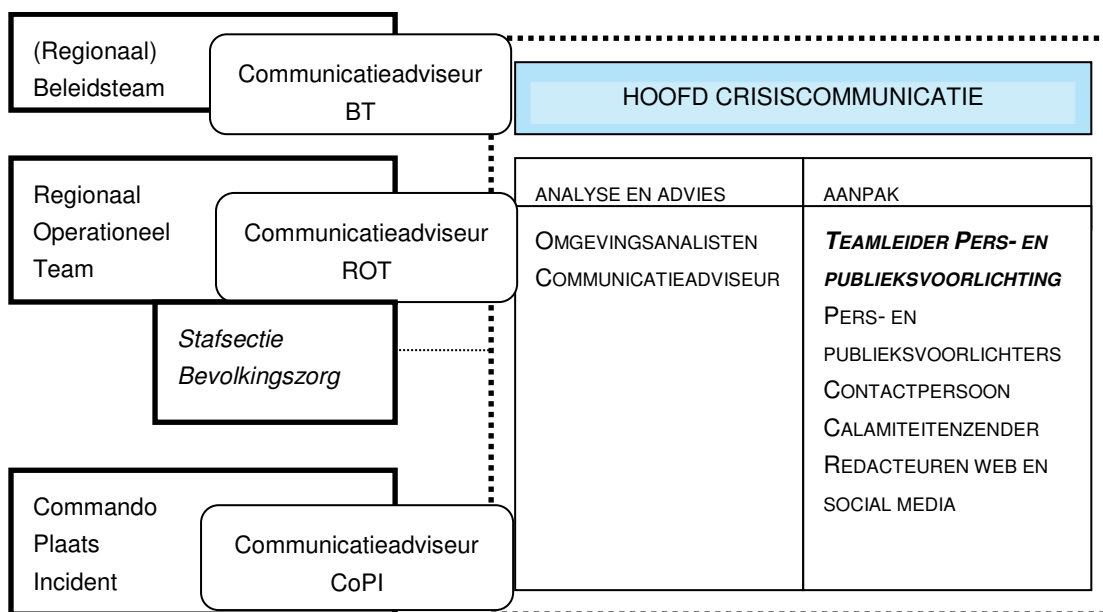 (Regionaal)
Beleidsteam
Communicatieadviseur
BT
HOOFD CRISISCOMMUNICATIE
Regionaal
Operationeel
Team
Communicatieadviseur
ROT
Stafsectie
Bevolkingszorg
Commando
Plaats
Incident
Communicatieadviseur
CoPI
ANALYSE EN ADVIES
OMGEVINGSANALISTEN
COMMUNICATIEADVISEUR
AANPAK
TEAMLEIDER PERS- EN
PUBLIEKSVOORLICHTING
PERS- EN
PUBLIEKSVOORLICHTERS
CONTACTPERSOON
CALAMITEITENZENDER
REDACTEUREN WEB EN
SOCIAL MEDIA